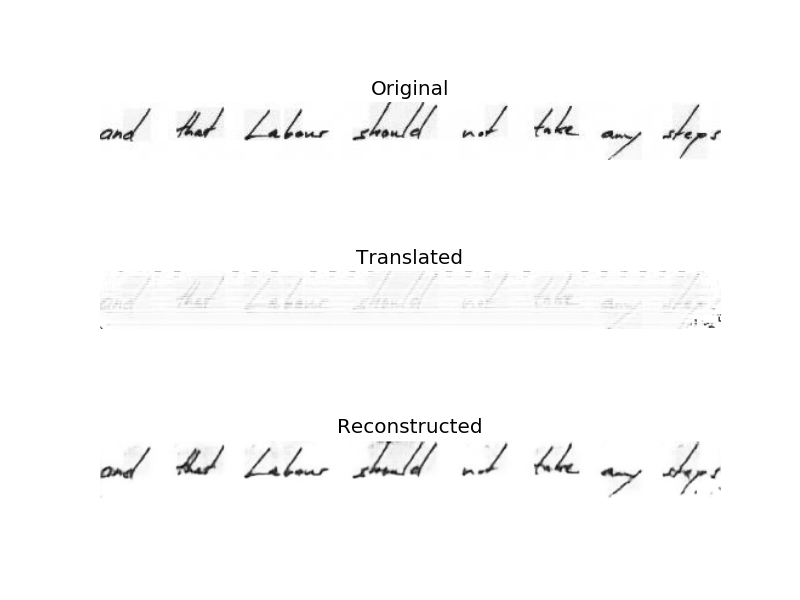 Original
and that Labour should not take any steps
Translated
and that Labour should not take any steps
Reconstructed
and that Labour should not take any steps